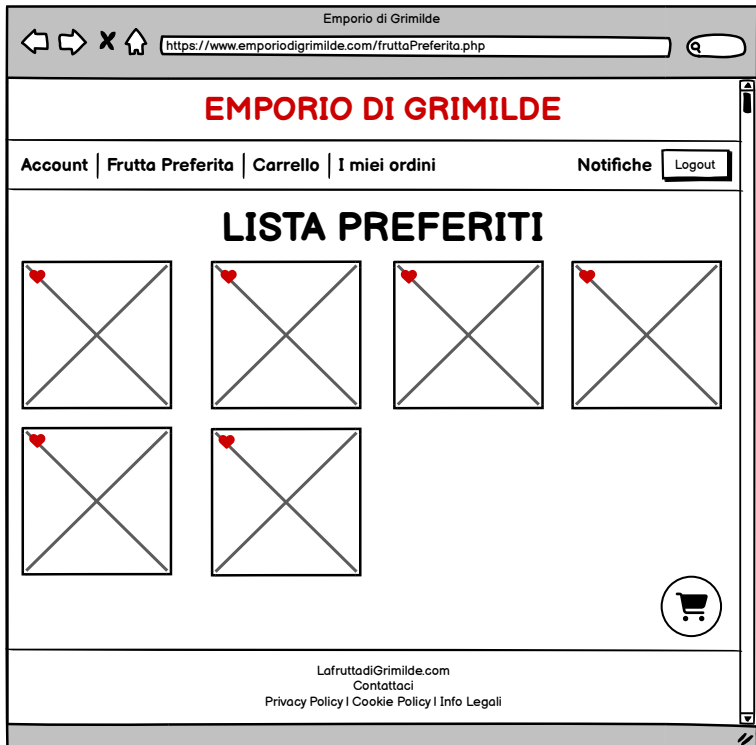 Emporio di Grimilde
https://www.emporiodigrimilde.com/fruttaPreferita.php
EMPORIO DI GRIMILDE
Account | Frutta Preferita | Carrello | I miei ordini Notifiche Logout
LISTA PREFERITI
LafruttadiGrimilde.com
Contattaci
Privacy Policy | Cookie Policy | Info Legali